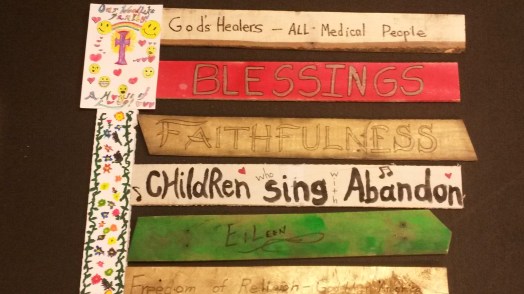 God's Healers - ALL Medical People
BLESSINGS
FAITHFULNESS
CHildReN who sing with Abandon
EiLeen
Freedom of Religion -